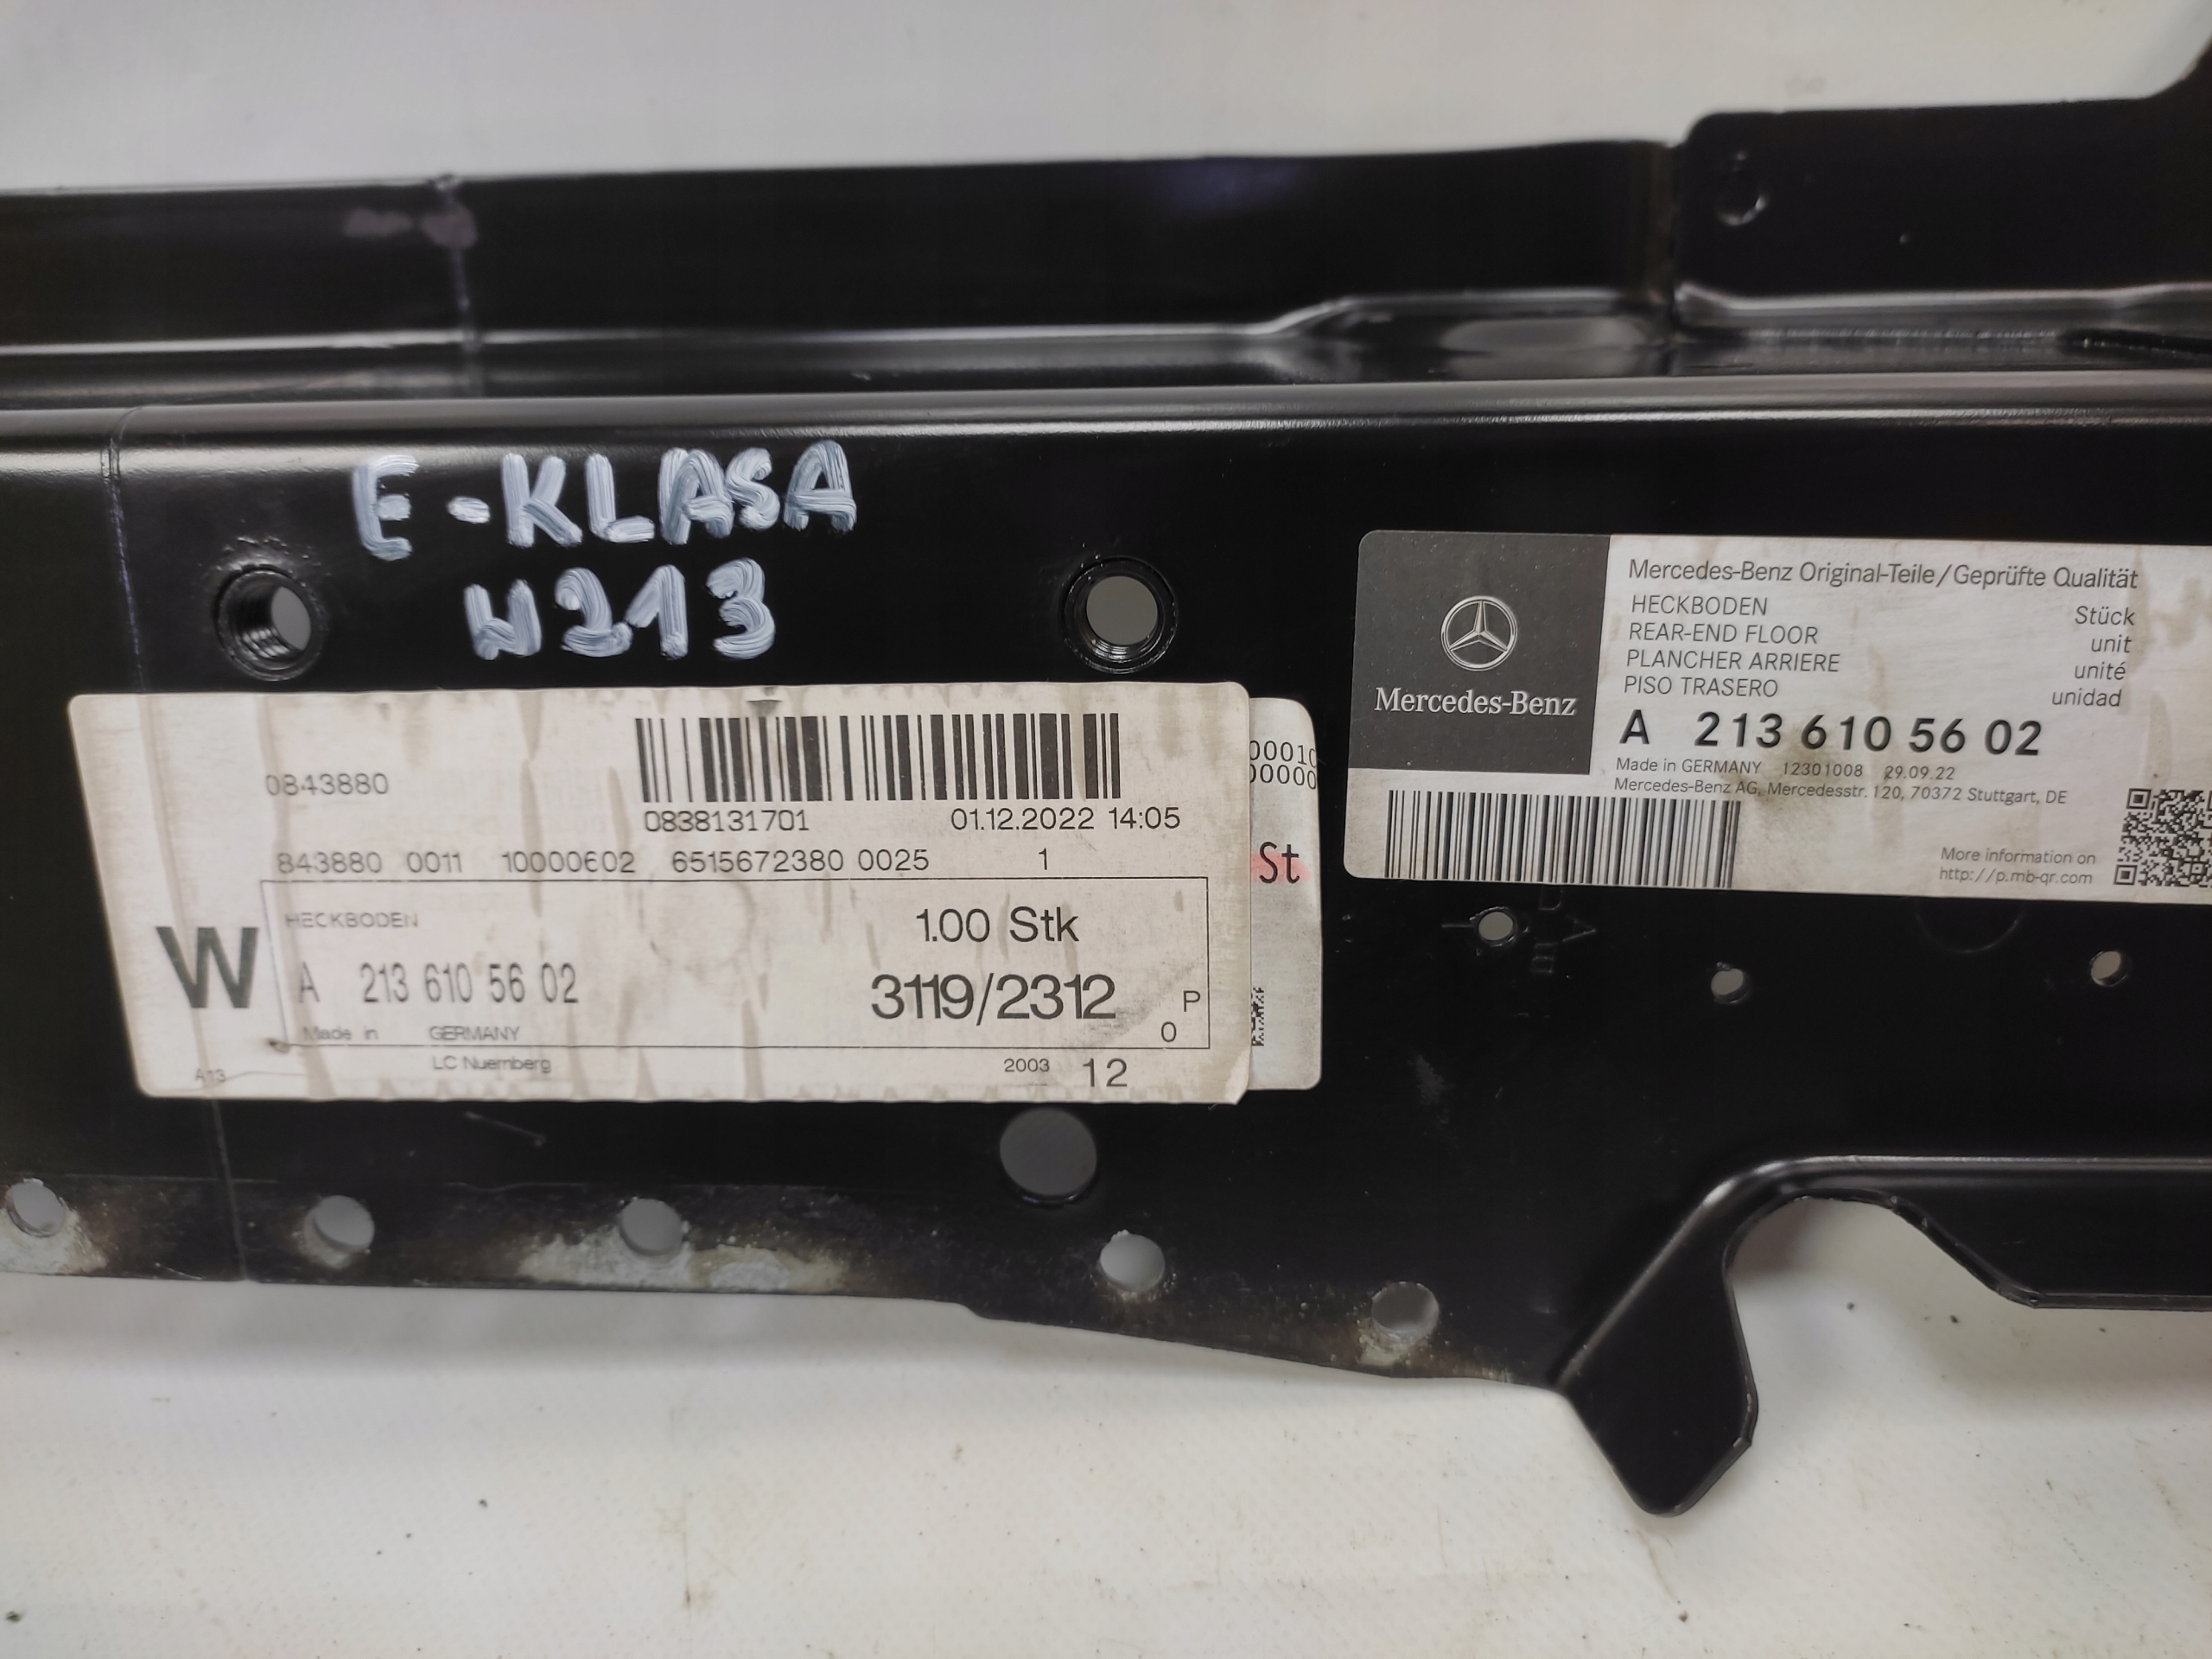 E-KLASA
W213
0843880
0838131701 01.12.2022 14:05
843880 0011 10000602 6515672380 0025 1
HECKBODEN
1.00 Stk
W
A 213 610 56 02
3119/2312
P
0
Made in GERMANY
LC Nuernberg
A13
2003 12
St
Mercedes-Benz
Mercedes-Benz Original-Teile/Geprüfte Qualität
HECKBODEN Stück
REAR-END FLOOR unit
PLANCHER ARRIERE unité
PISO TRASERO unidad
A 213 610 56 02
Made in GERMANY 12301008 29.09.22
Mercedes-Benz AG, Mercedesstr. 120, 70372 Stuttgart, DE
More information on
http://p.mb-qr.com